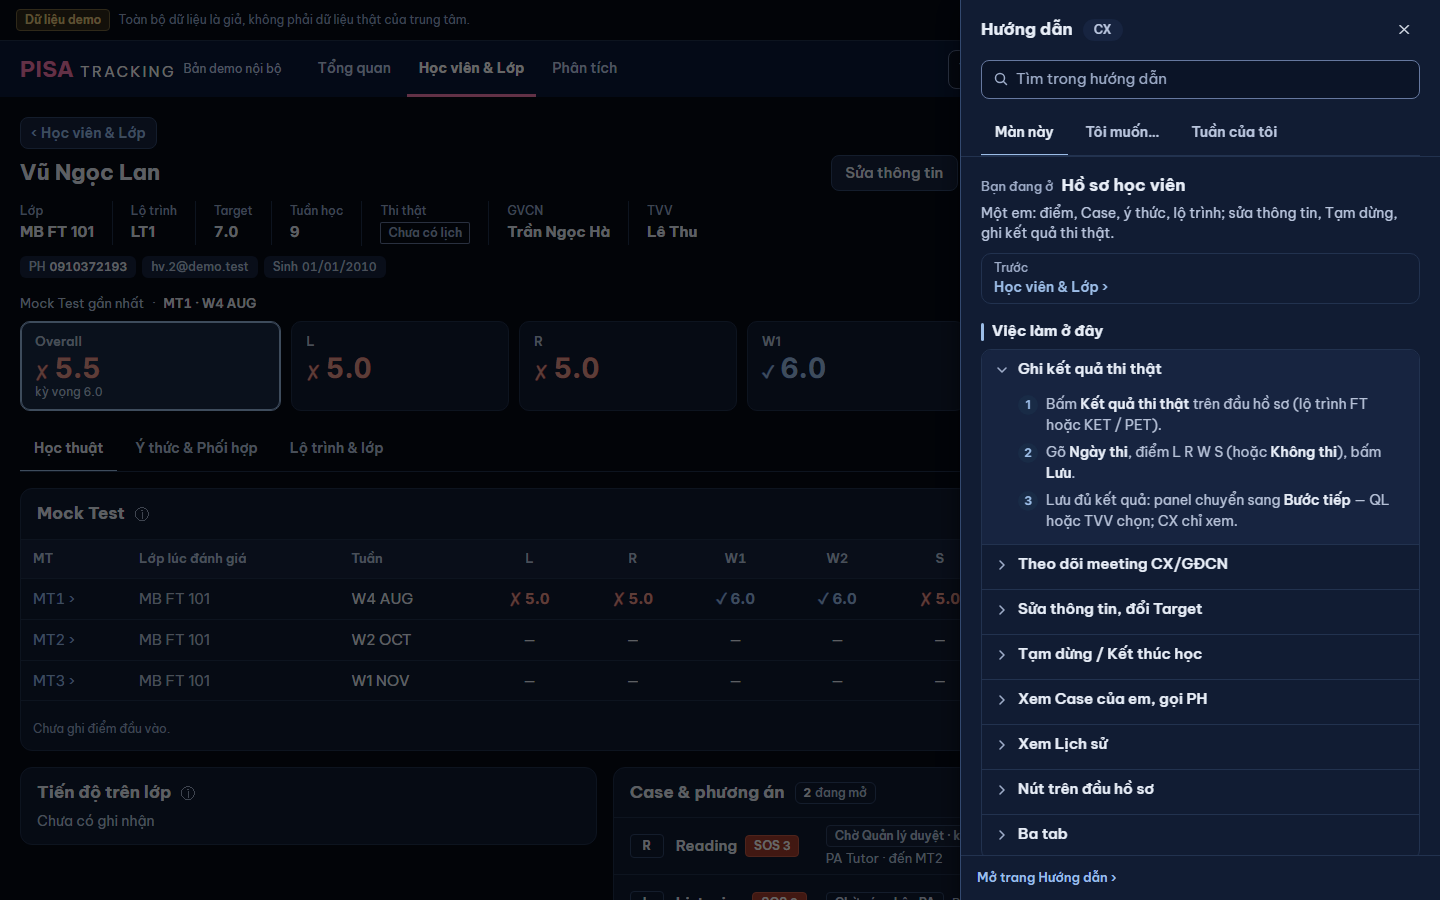 Dữ liệu demo Toàn bộ dữ liệu là giả, không phải dữ liệu thật của trung tâm.
PISA TRACKING Bản demo nội bộ Tổng quan Học viên & Lớp Phân tích
‹ Học viên & Lớp
Vũ Ngọc Lan Sửa thông tin
Lớp Lộ trình Target Tuần học Thi thật GVCN TVV
MB FT 101 LT1 7.0 9 Chưa có lịch Trần Ngọc Hà Lê Thu
PH 0910372193 hv.2@demo.test Sinh 01/01/2010
Mock Test gần nhất · MT1 · W4 AUG
Overall L R W1
✗ 5.5 ✗ 5.0 ✗ 5.0 ✓ 6.0
kỳ vọng 6.0
Học thuật Ý thức & Phối hợp Lộ trình & lớp
Mock Test ⓘ
MT Lớp lúc đánh giá Tuần L R W1 W2 S
MT1 › MB FT 101 W4 AUG ✗ 5.0 ✗ 5.0 ✓ 6.0 ✓ 6.0 ✗ 5.0
MT2 › MB FT 101 W2 OCT — — — — —
MT3 › MB FT 101 W1 NOV — — — — —
Chưa ghi điểm đầu vào.
Tiến độ trên lớp ⓘ
Chưa có ghi nhận
Case & phương án 2 đang mở
R Reading SOS 3 Chờ Quản lý duyệt ·
PA Tutor · đến MT2
Hướng dẫn CX ×
Tìm trong hướng dẫn
Màn này Tôi muốn... Tuần của tôi
Bạn đang ở Hồ sơ học viên
Một em: điểm, Case, ý thức, lộ trình; sửa thông tin, Tạm dừng,
ghi kết quả thi thật.
Trước
Học viên & Lớp ›
Việc làm ở đây
Ghi kết quả thi thật
1 Bấm Kết quả thi thật trên đầu hồ sơ (lộ trình FT
hoặc KET / PET).
2 Gõ Ngày thi, điểm L R W S (hoặc Không thi), bấm
Lưu.
3 Lưu đủ kết quả: panel chuyển sang Bước tiếp — QL
hoặc TVV chọn; CX chỉ xem.
Theo dõi meeting CX/GĐCN
Sửa thông tin, đổi Target
Tạm dừng / Kết thúc học
Xem Case của em, gọi PH
Xem Lịch sử
Nút trên đầu hồ sơ
Ba tab
Mở trang Hướng dẫn ›